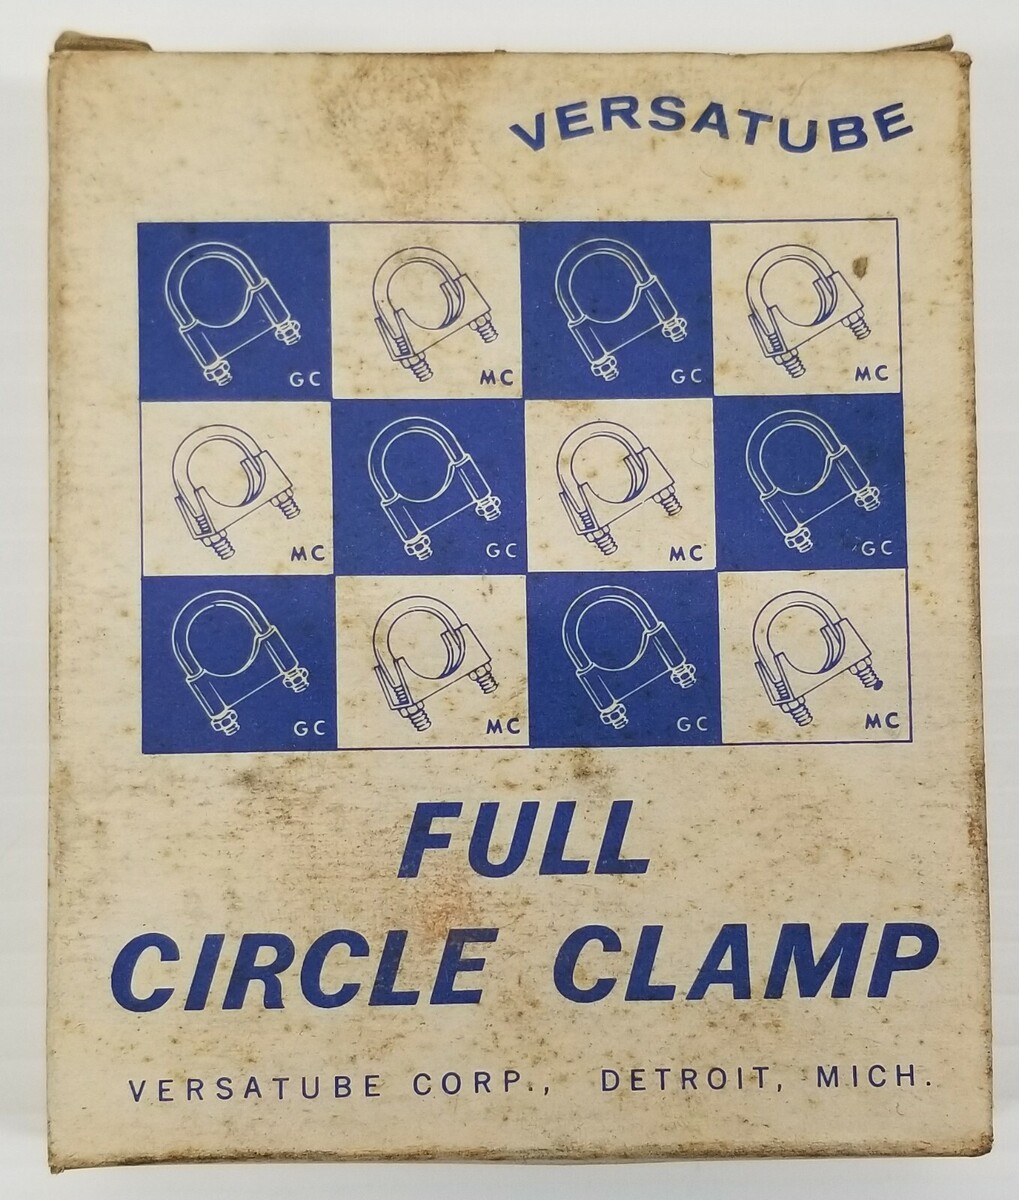 VERSATUBE
GC MC GC MC
MC GC MC GC
GC MC GC MC
FULL
CIRCLE CLAMP
VERSATUBE CORP., DETROIT, MICH.